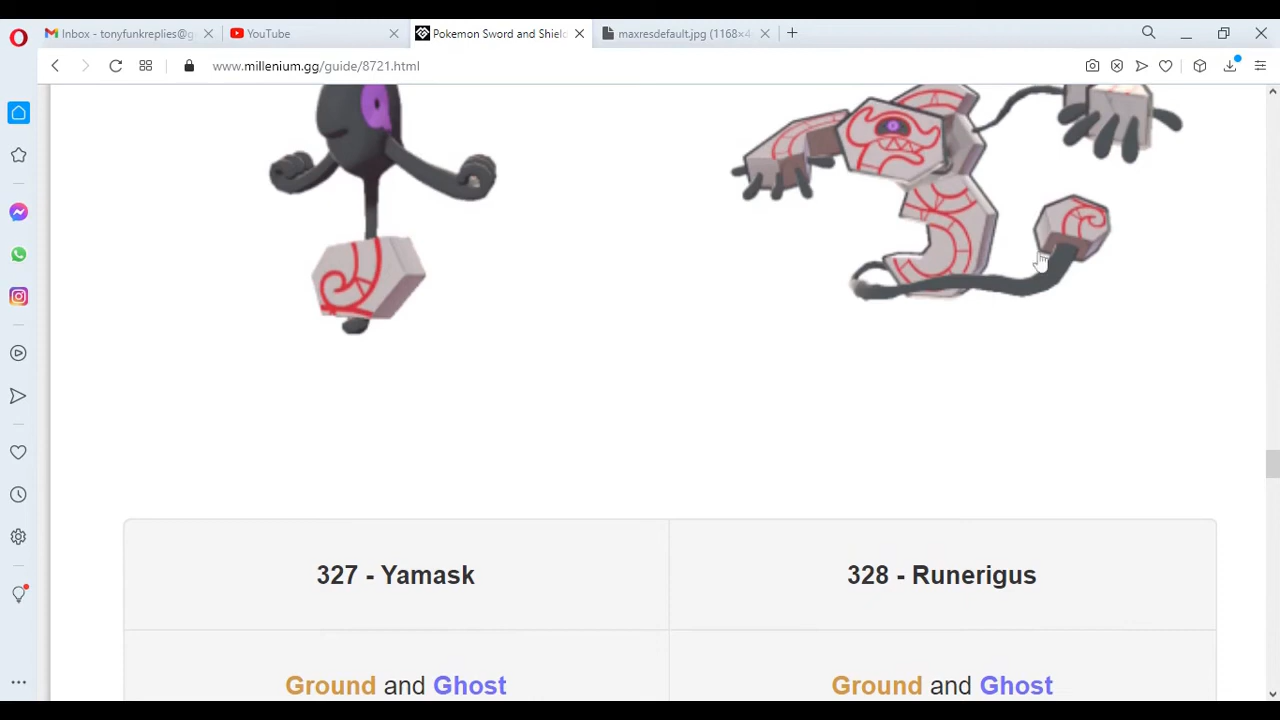 Inbox - tonyfunkreplies@g
YouTube
Pokemon Sword and Shield
maxresdefault.jpg (1168×4
www.millenium.gg/guide/8721.html
327 - Yamask
328 - Runerigus
Ground and Ghost
Ground and Ghost